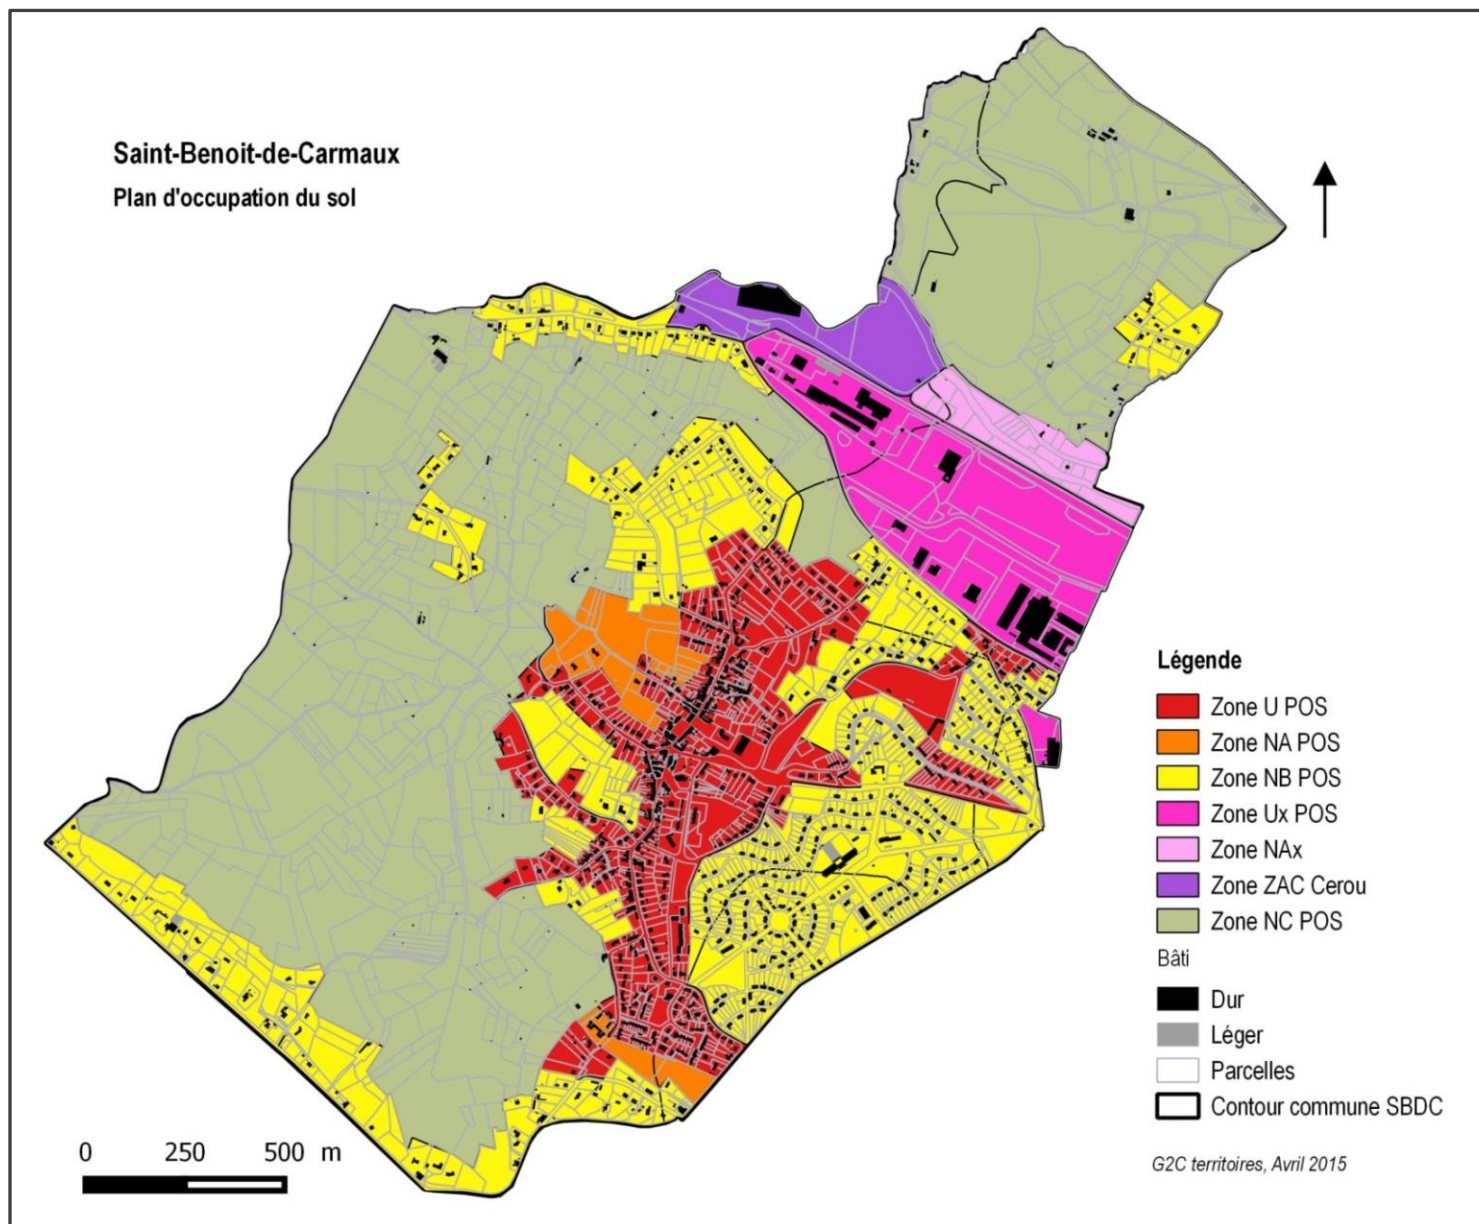 Saint-Benoit-de-Carmaux
Plan d'occupation du sol
Légende
Zone U POS
Zone NA POS
Zone NB POS
Zone Ux POS
Zone NAx
Zone ZAC Cerou
Zone NC POS
Bâti
Dur
Léger
Parcelles
Contour commune SBDC
0 250 500 m
G2C territoires, Avril 2015